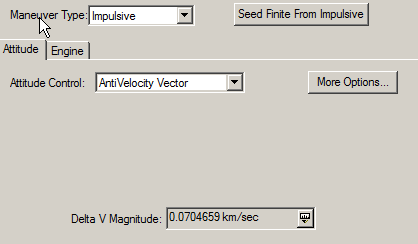 Maneuver Type: Impulsive Seed Finite From Impulsive
Attitude Engine
Attitude Control: AntiVelocity Vector More Options...
Delta V Magnitude: 0.0704659 km/sec